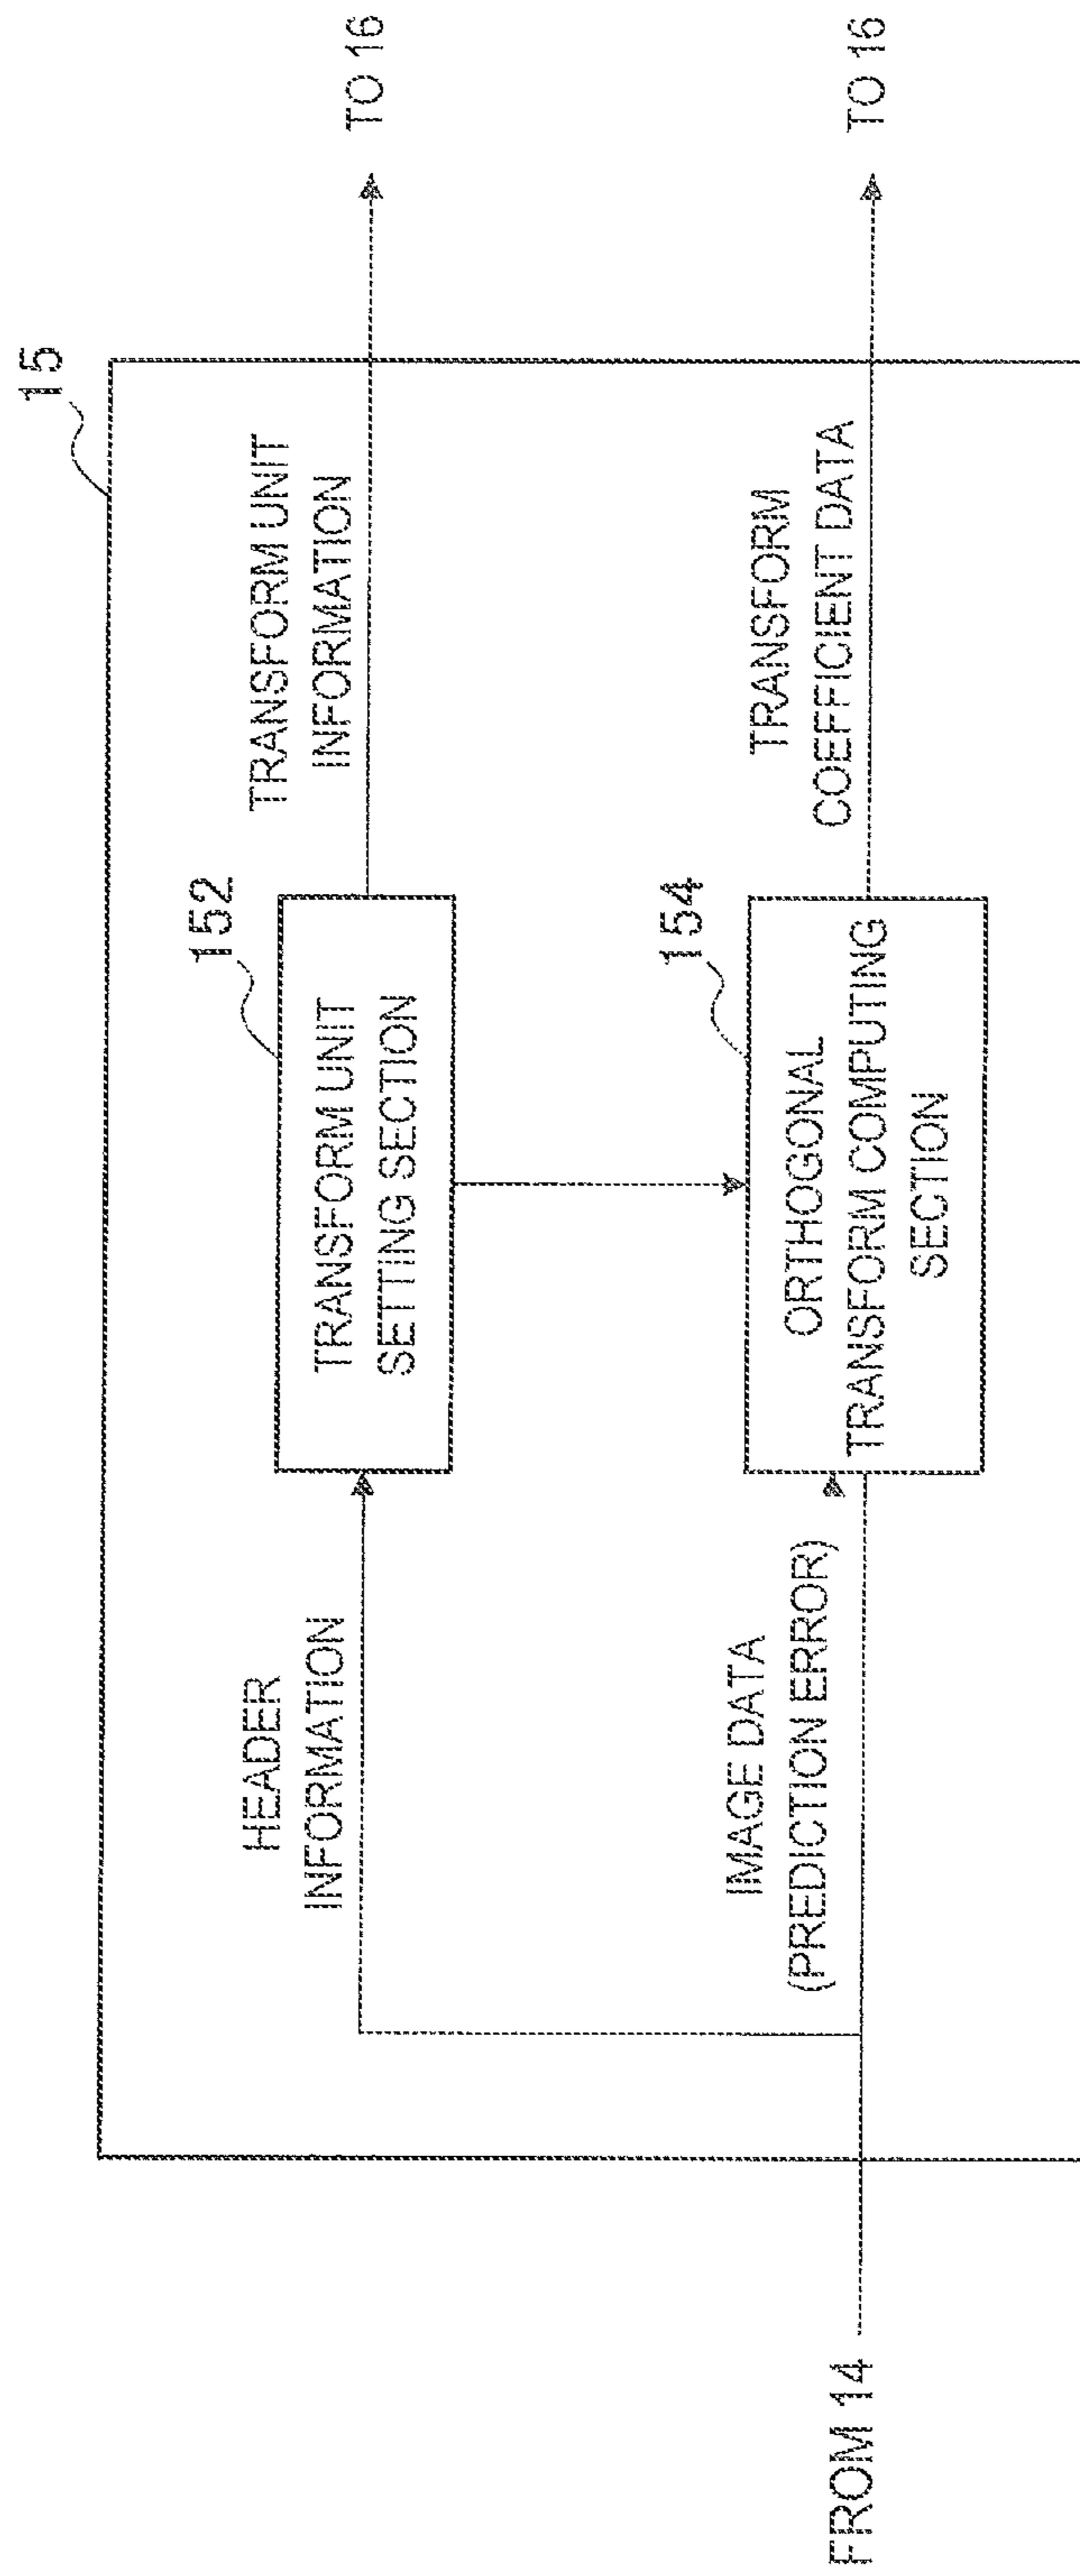 15
152
TRANSFORM UNIT
SETTING SECTION
HEADER
INFORMATION
TRANSFORM UNIT
INFORMATION
TO 16
154
ORTHOGONAL
TRANSFORM COMPUTING
SECTION
FROM 14
IMAGE DATA
(PREDICTION ERROR)
TRANSFORM
COEFFICIENT DATA
TO 16